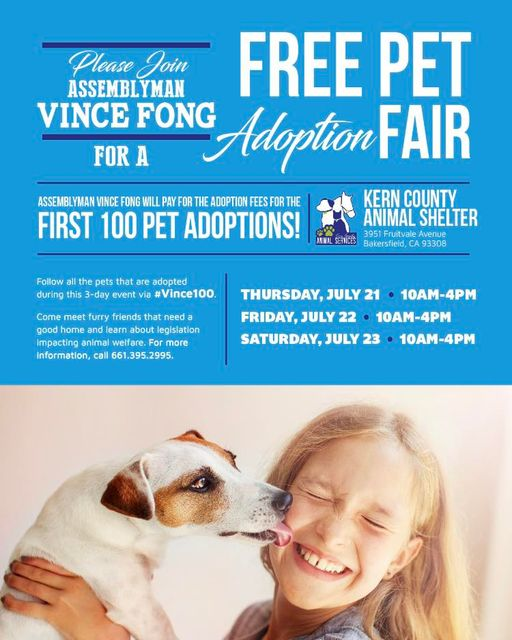 Please Join
ASSEMBLYMAN
VINCE FONG
FOR A
FREE PET
Adoption FAIR
ASSEMBLYMAN VINCE FONG WILL PAY FOR THE ADOPTION FEES FOR THE
FIRST 100 PET ADOPTIONS!
ANIMAL SERVICES
KERN COUNTY
ANIMAL SHELTER
3951 Fruitvale Avenue
Bakersfield, CA 93308
Follow all the pets that are adopted
during this 3-day event via #Vince100.
Come meet furry friends that need a
good home and learn about legislation
impacting animal welfare. For more
information, call 661.395.2995.
THURSDAY, JULY 21 • 10AM-4PM
FRIDAY, JULY 22 • 10AM-4PM
SATURDAY, JULY 23 • 10AM-4PM